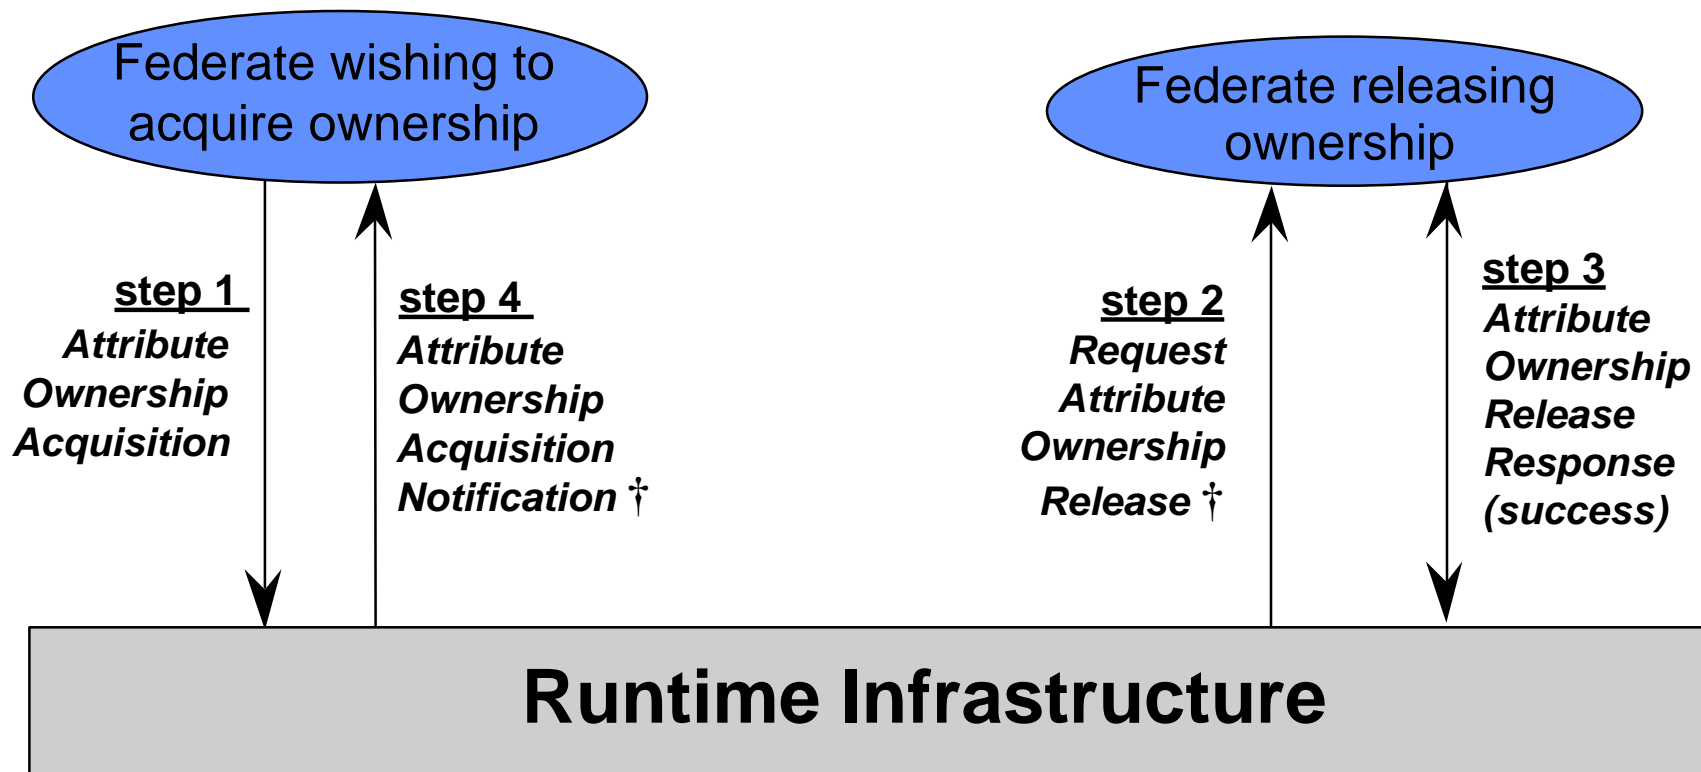 Federate wishing to
acquire ownership
Federate releasing
ownership
step 1
Attribute
Ownership
Acquisition
step 4
Attribute
Ownership
Acquisition
Notification †
step 2
Request
Attribute
Ownership
Release †
step 3
Attribute
Ownership
Release
Response
(success)
Runtime Infrastructure